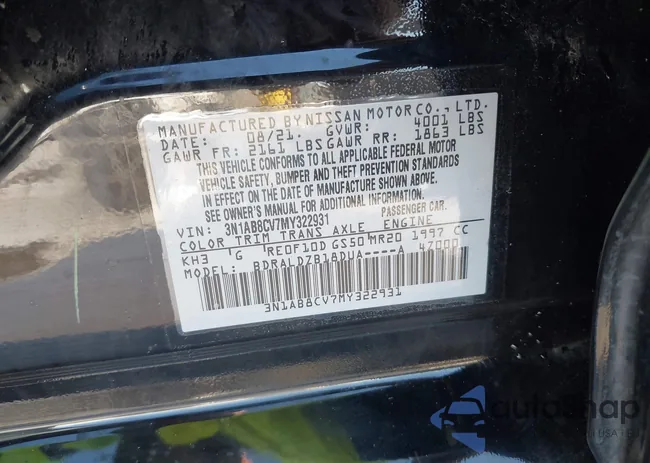 MANUFACTURED BY NISSAN MOTOR CO., LTD.
DATE: 08/21 GVWR: 4001 LBS
GAWR FR: 2161 LBS GAWR RR: 1863 LBS
THIS VEHICLE CONFORMS TO ALL APPLICABLE FEDERAL MOTOR
VEHICLE SAFETY, BUMPER AND THEFT PREVENTION STANDARDS
IN EFFECT ON THE DATE OF MANUFACTURE SHOWN ABOVE.
SEE OWNER'S MANUAL FOR ADDITIONAL INFORMATION.
VIN: 3N1AB8CV7MY322931 PASSENGER CAR.
COLOR TRIM TRANS AXLE ENGINE
KH3 'G RE0F10D GS50 MR20 1997 CC
MODEL: BDRALDZB18DUA----A 47000
3N1AB8CV7MY322931
autosnap
USA